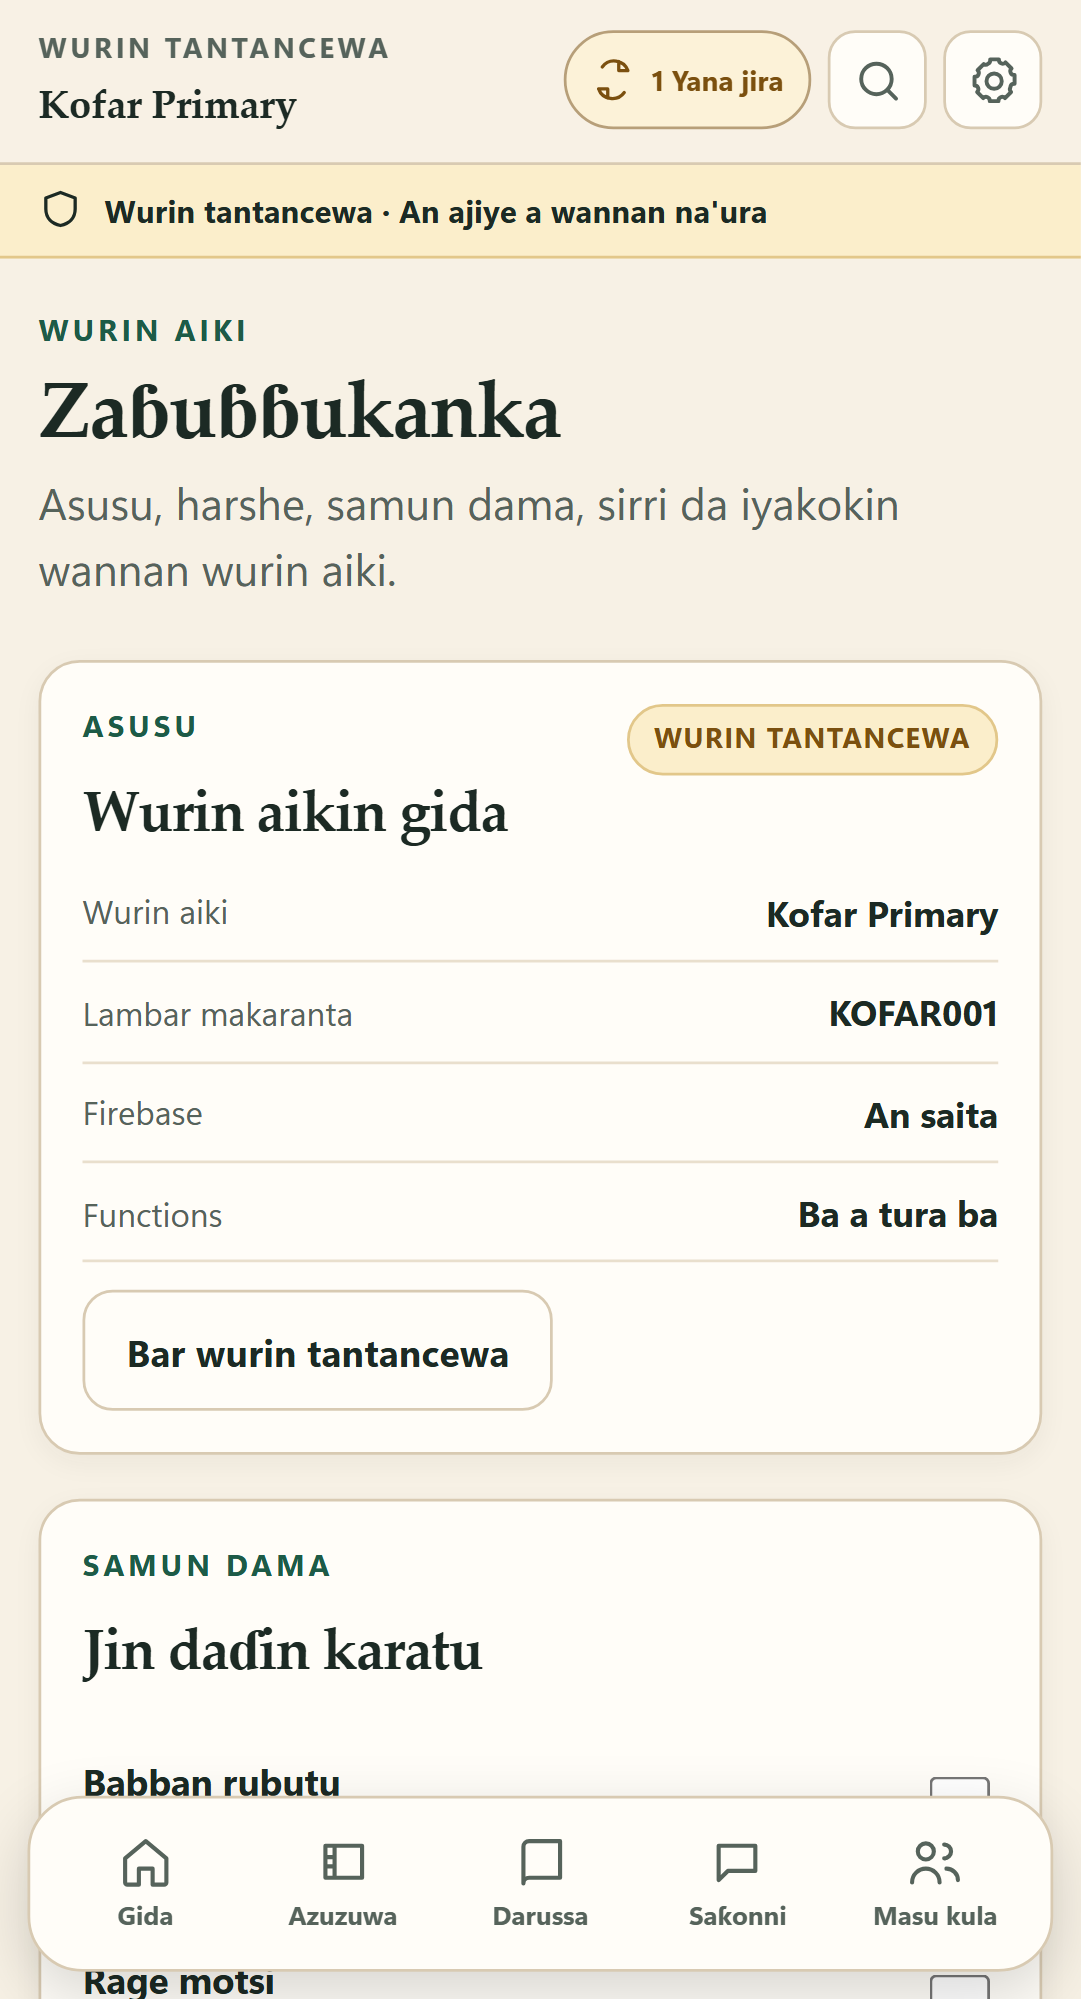 WURIN TANTANCEWA
Kofar Primary
1 Yana jira
Wurin tantancewa · An ajiye a wannan na'ura
WURIN AIKI
Zaɓuɓɓukanka
Asusu, harshe, samun dama, sirri da iyakokin
wannan wurin aiki.
ASUSU
WURIN TANTANCEWA
Wurin aikin gida
Wurin aiki
Kofar Primary
Lambar makaranta
KOFAR001
Firebase
An saita
Functions
Ba a tura ba
Bar wurin tantancewa
SAMUN DAMA
Jin daɗin karatu
Babban rubutu
Gida
Azuzuwa
Darussa
Saƙonni
Masu kula
Rage motsi